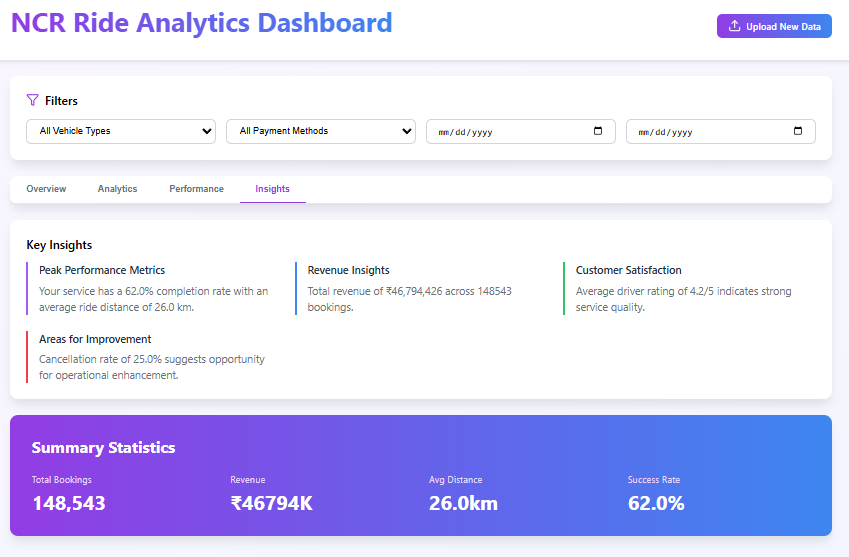 NCR Ride Analytics Dashboard
Upload New Data
Filters
All Vehicle Types
All Payment Methods
mm/dd/yyyy
mm/dd/yyyy
Overview
Analytics
Performance
Insights
Key Insights
Peak Performance Metrics
Your service has a 62.0% completion rate with an
average ride distance of 26.0 km.
Revenue Insights
Total revenue of ₹46,794,426 across 148543
bookings.
Customer Satisfaction
Average driver rating of 4.2/5 indicates strong
service quality.
Areas for Improvement
Cancellation rate of 25.0% suggests opportunity
for operational enhancement.
Summary Statistics
Total Bookings
148,543
Revenue
₹46794K
Avg Distance
26.0km
Success Rate
62.0%